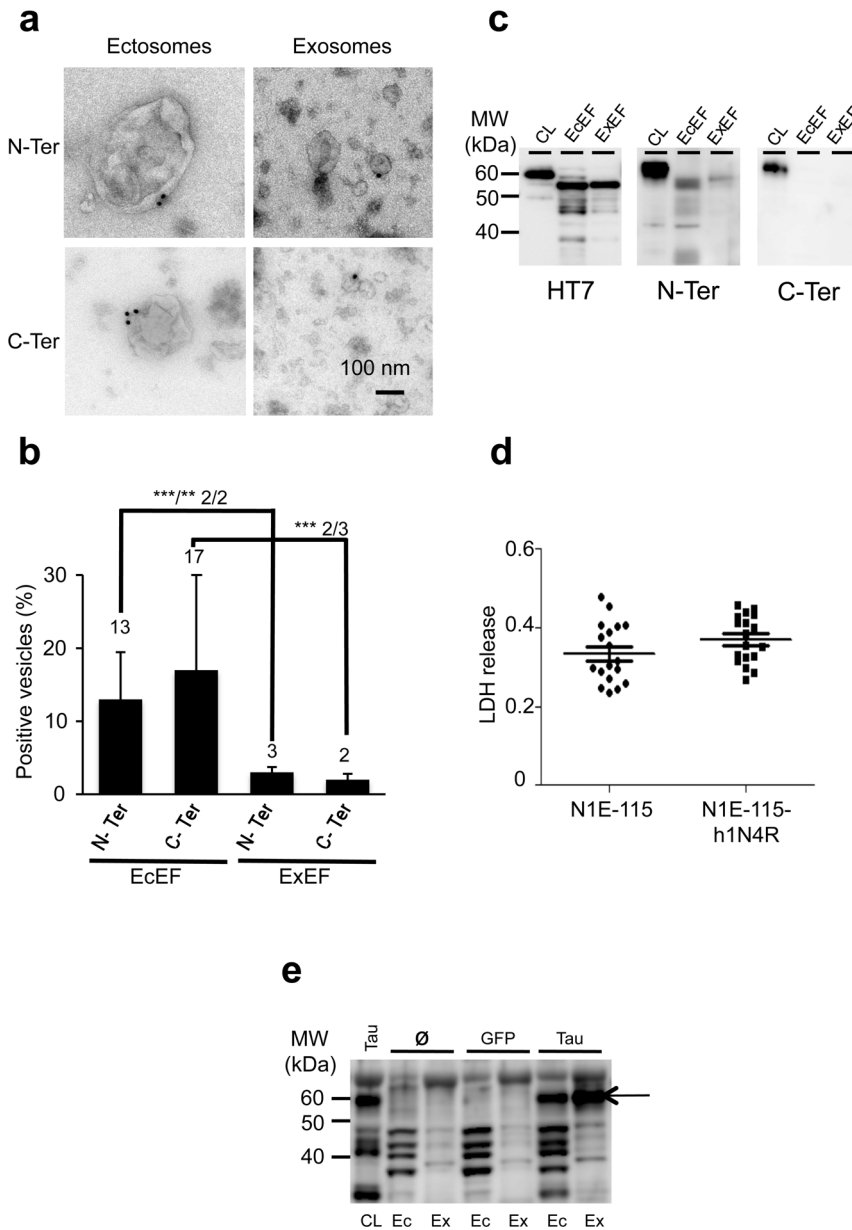 a
Ectosomes Exosomes
N-Ter
C-Ter
100 nm
c
MW
(kDa)
CL EcEF ExEF CL EcEF ExEF CL EcEF ExEF
60
50
40
HT7 N-Ter C-Ter
b
***/** 2/2
*** 2/3
Positive vesicles (%)
30
20
10
0
13
17
3
2
N- Ter C- Ter N- Ter C- Ter
EcEF ExEF
d
LDH release
0.6
0.4
0.2
0
N1E-115 N1E-115-
h1N4R
e
MW
(kDa)
Tau Ø GFP Tau
60
50
40
CL Ec Ex Ec Ex Ec Ex